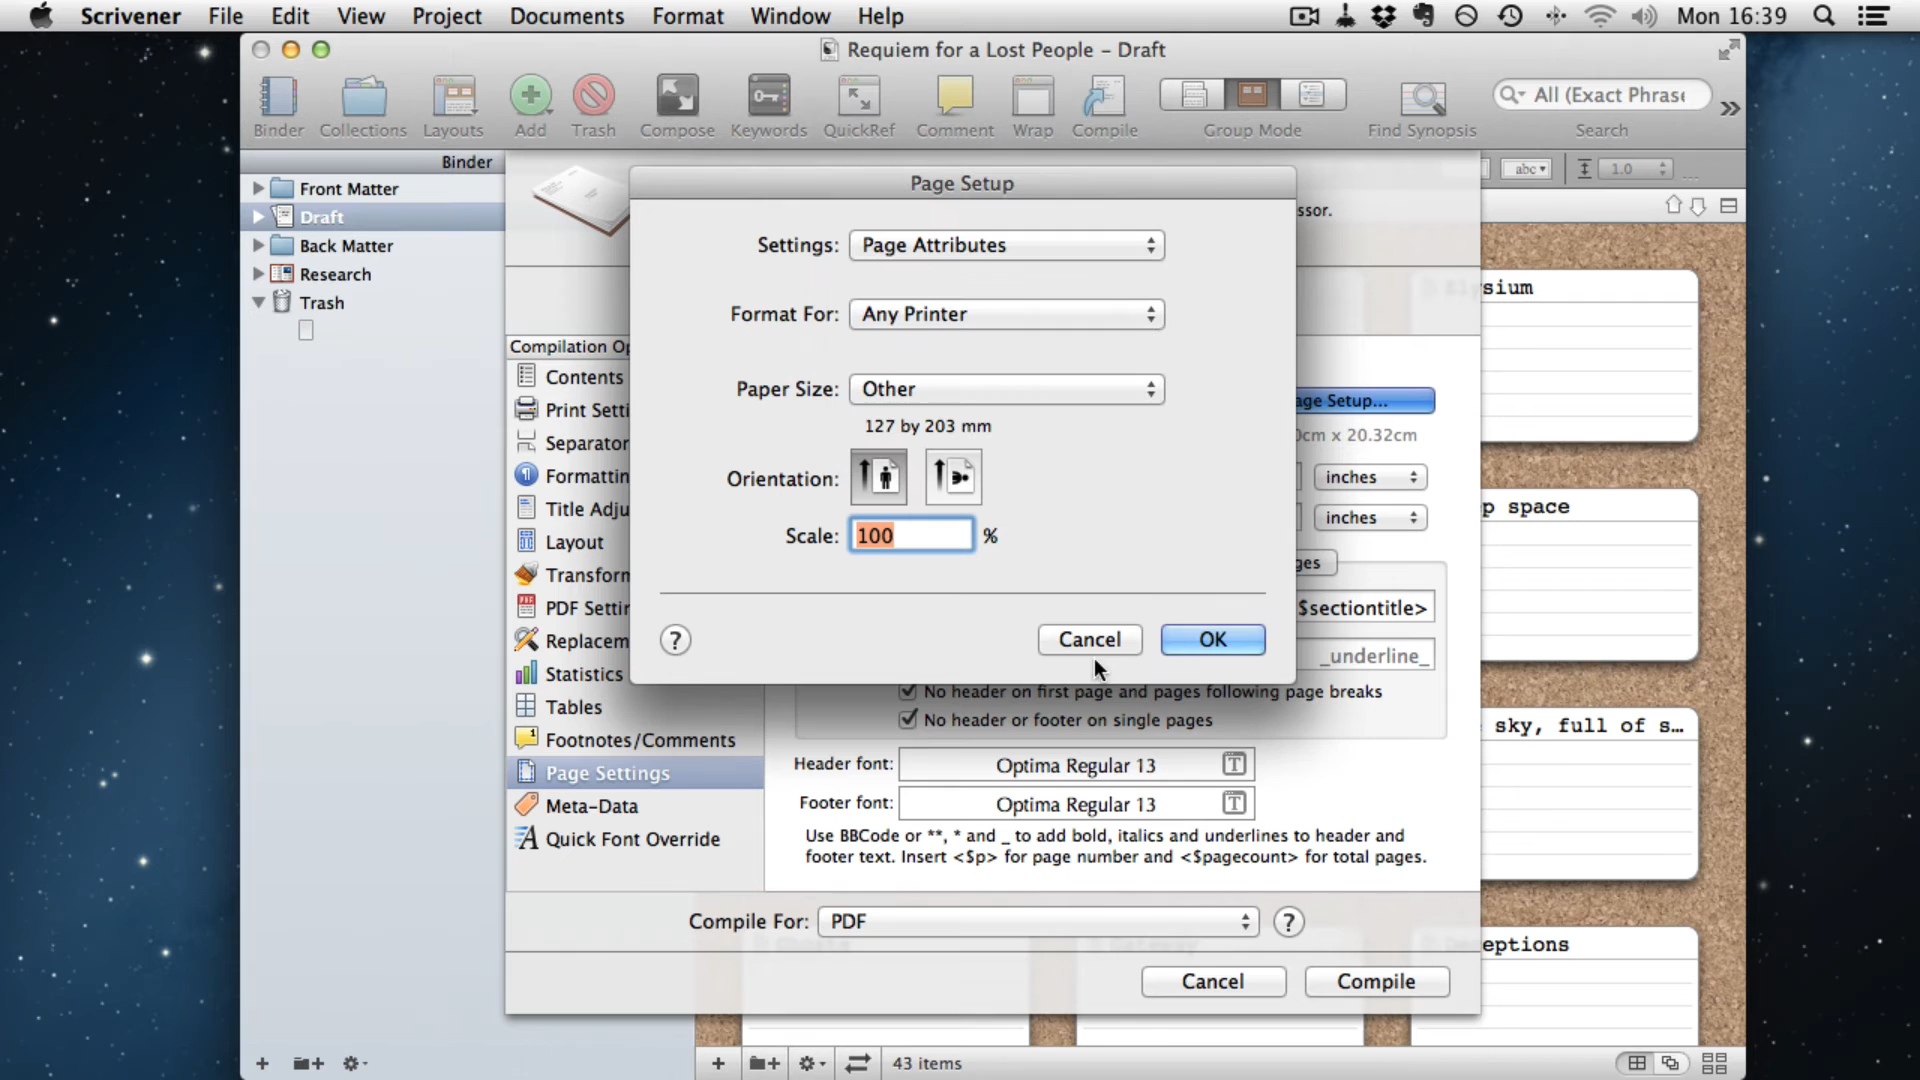 Scrivener File Edit View Project Documents Format Window Help Mon 16:39
Requiem for a Lost People – Draft
All (Exact Phrase
Binder Collections Layouts Add Trash Compose Keywords QuickRef Comment Wrap Compile Group Mode Find Synopsis Search
Binder
Front Matter
Draft
Back Matter
Research
Trash
abc 1.0 ...
ssor.
Page Setup
Settings: Page Attributes
Format For: Any Printer
Paper Size: Other
127 by 203 mm
Orientation:
Scale: 100 %
? Cancel OK
Compilation Op
Contents
Print Setti
Separator
Formattin
Title Adju
Layout
Transform
PDF Settin
Replacem
Statistics
Tables
Footnotes/Comments
Page Settings
Meta-Data
Quick Font Override
age Setup...
0cm x 20.32cm
inches
inches
ges
$sectiontitle>
_underline_
No header on first page and pages following page breaks
No header or footer on single pages
Header font: Optima Regular 13
Footer font: Optima Regular 13
Use BBCode or **, * and _ to add bold, italics and underlines to header and
footer text. Insert <$p> for page number and <$pagecount> for total pages.
Compile For: PDF ?
Cancel Compile
sium
p space
sky, full of s...
eptions
43 items